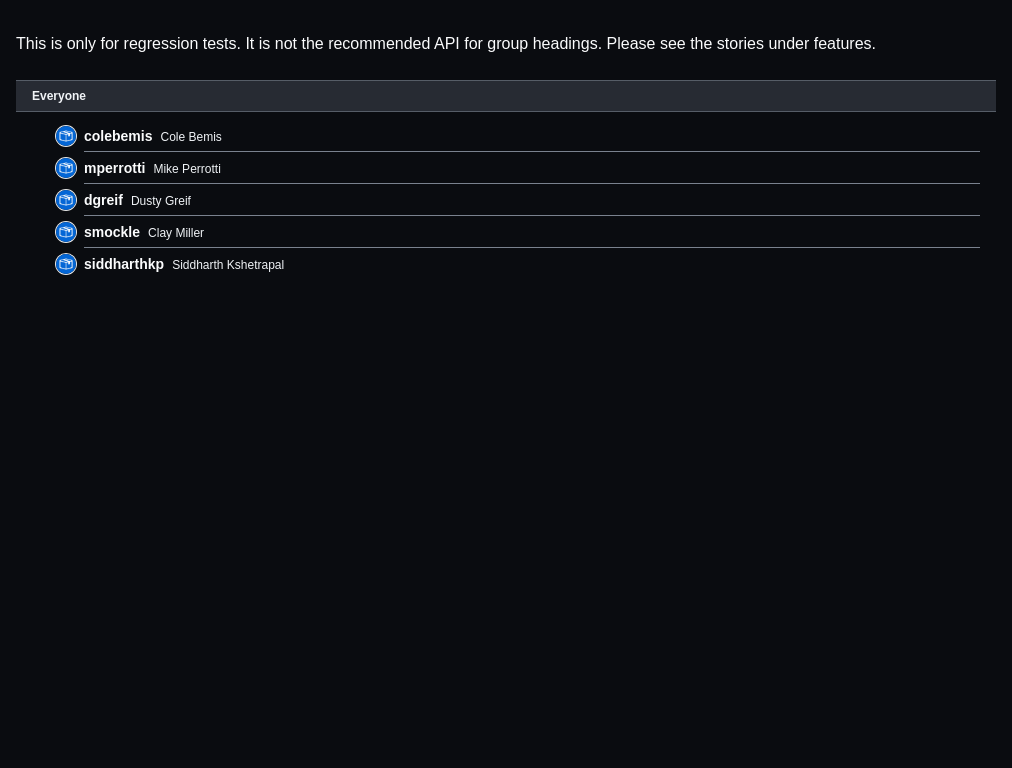 This is only for regression tests. It is not the recommended API for group headings. Please see the stories under features.
Everyone
colebemis Cole Bemis
mperrotti Mike Perrotti
dgreif Dusty Greif
smockle Clay Miller
siddharthkp Siddharth Kshetrapal